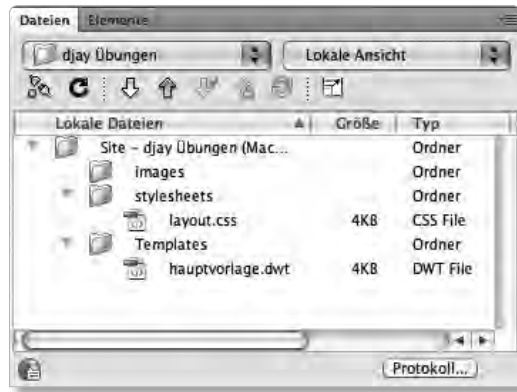 Dateien Elemente
djay Übungen Lokale Ansicht
Lokale Dateien Größe Typ
Site – djay Übungen (Mac... Ordner
images Ordner
stylesheets Ordner
layout.css 4KB CSS File
Templates Ordner
hauptvorlage.dwt 4KB DWT File
Protokoll...